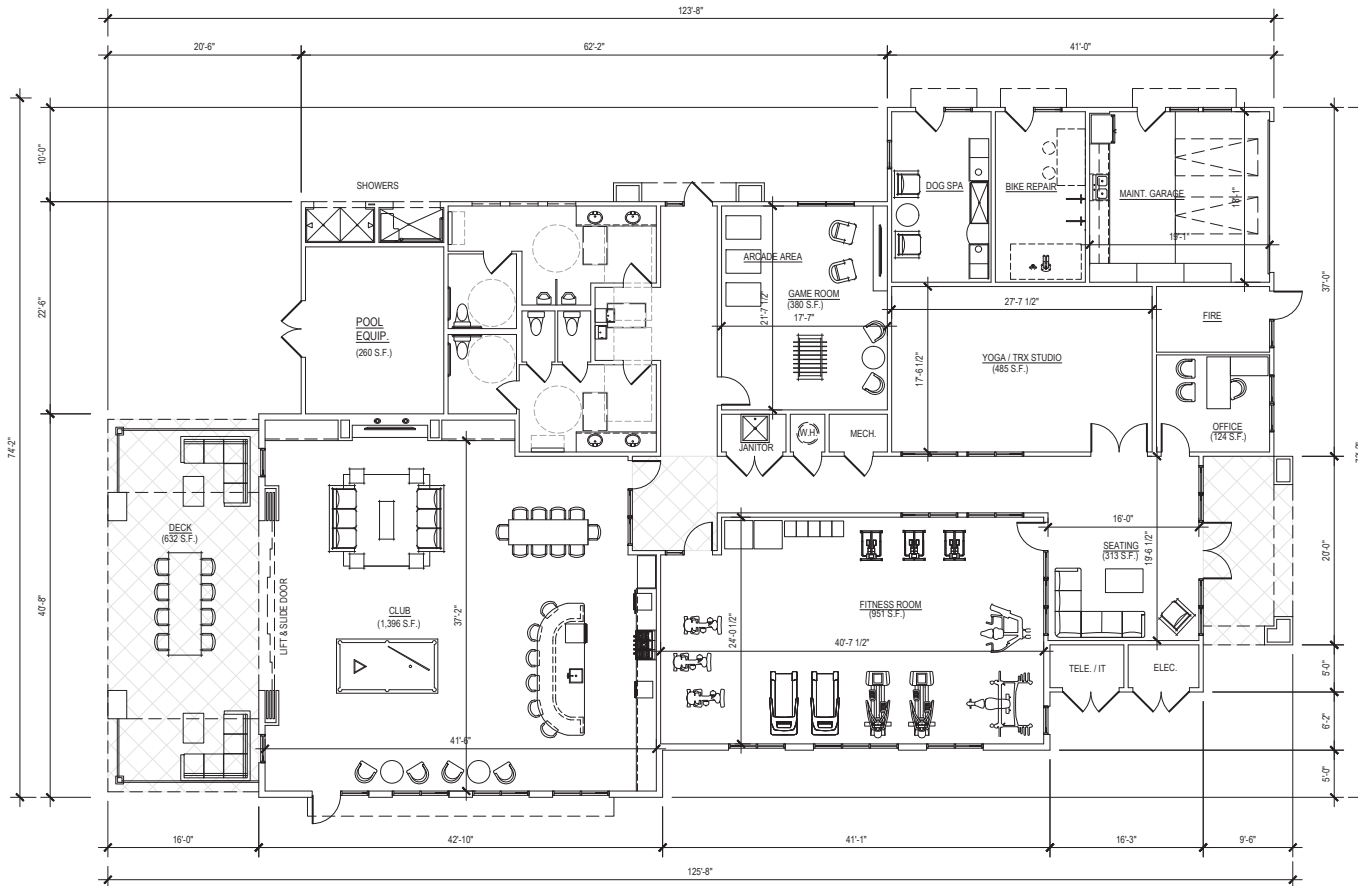 123'-8"
20'-6"
62'-2"
41'-0"
10'-0"
SHOWERS
DOG SPA
BIKE REPAIR
MAINT. GARAGE
19'-1"
22'-6"
37'-0"
ARCADE AREA
GAME ROOM
(380 S.F.)
21'-7 1/2"
17'-7"
27'-7 1/2"
FIRE
POOL
EQUIP.
(260 S.F.)
17'-6 1/2"
YOGA / TRX STUDIO
(485 S.F.)
OFFICE
(124 S.F.)
74'-2"
JANITOR
W.H.
MECH.
DECK
(632 S.F.)
LIFT & SLIDE DOOR
40'-8"
CLUB
(1,396 S.F.)
37'-2"
41'-6"
FITNESS ROOM
(951 S.F.)
24'-0 1/2"
40'-7 1/2"
16'-0"
SEATING
(313 S.F.)
19'-6 1/2"
20'-0"
TELE. / IT
ELEC.
5'-0"
6'-2"
5'-0"
16'-0"
42'-10"
41'-1"
16'-3"
9'-6"
125'-8"